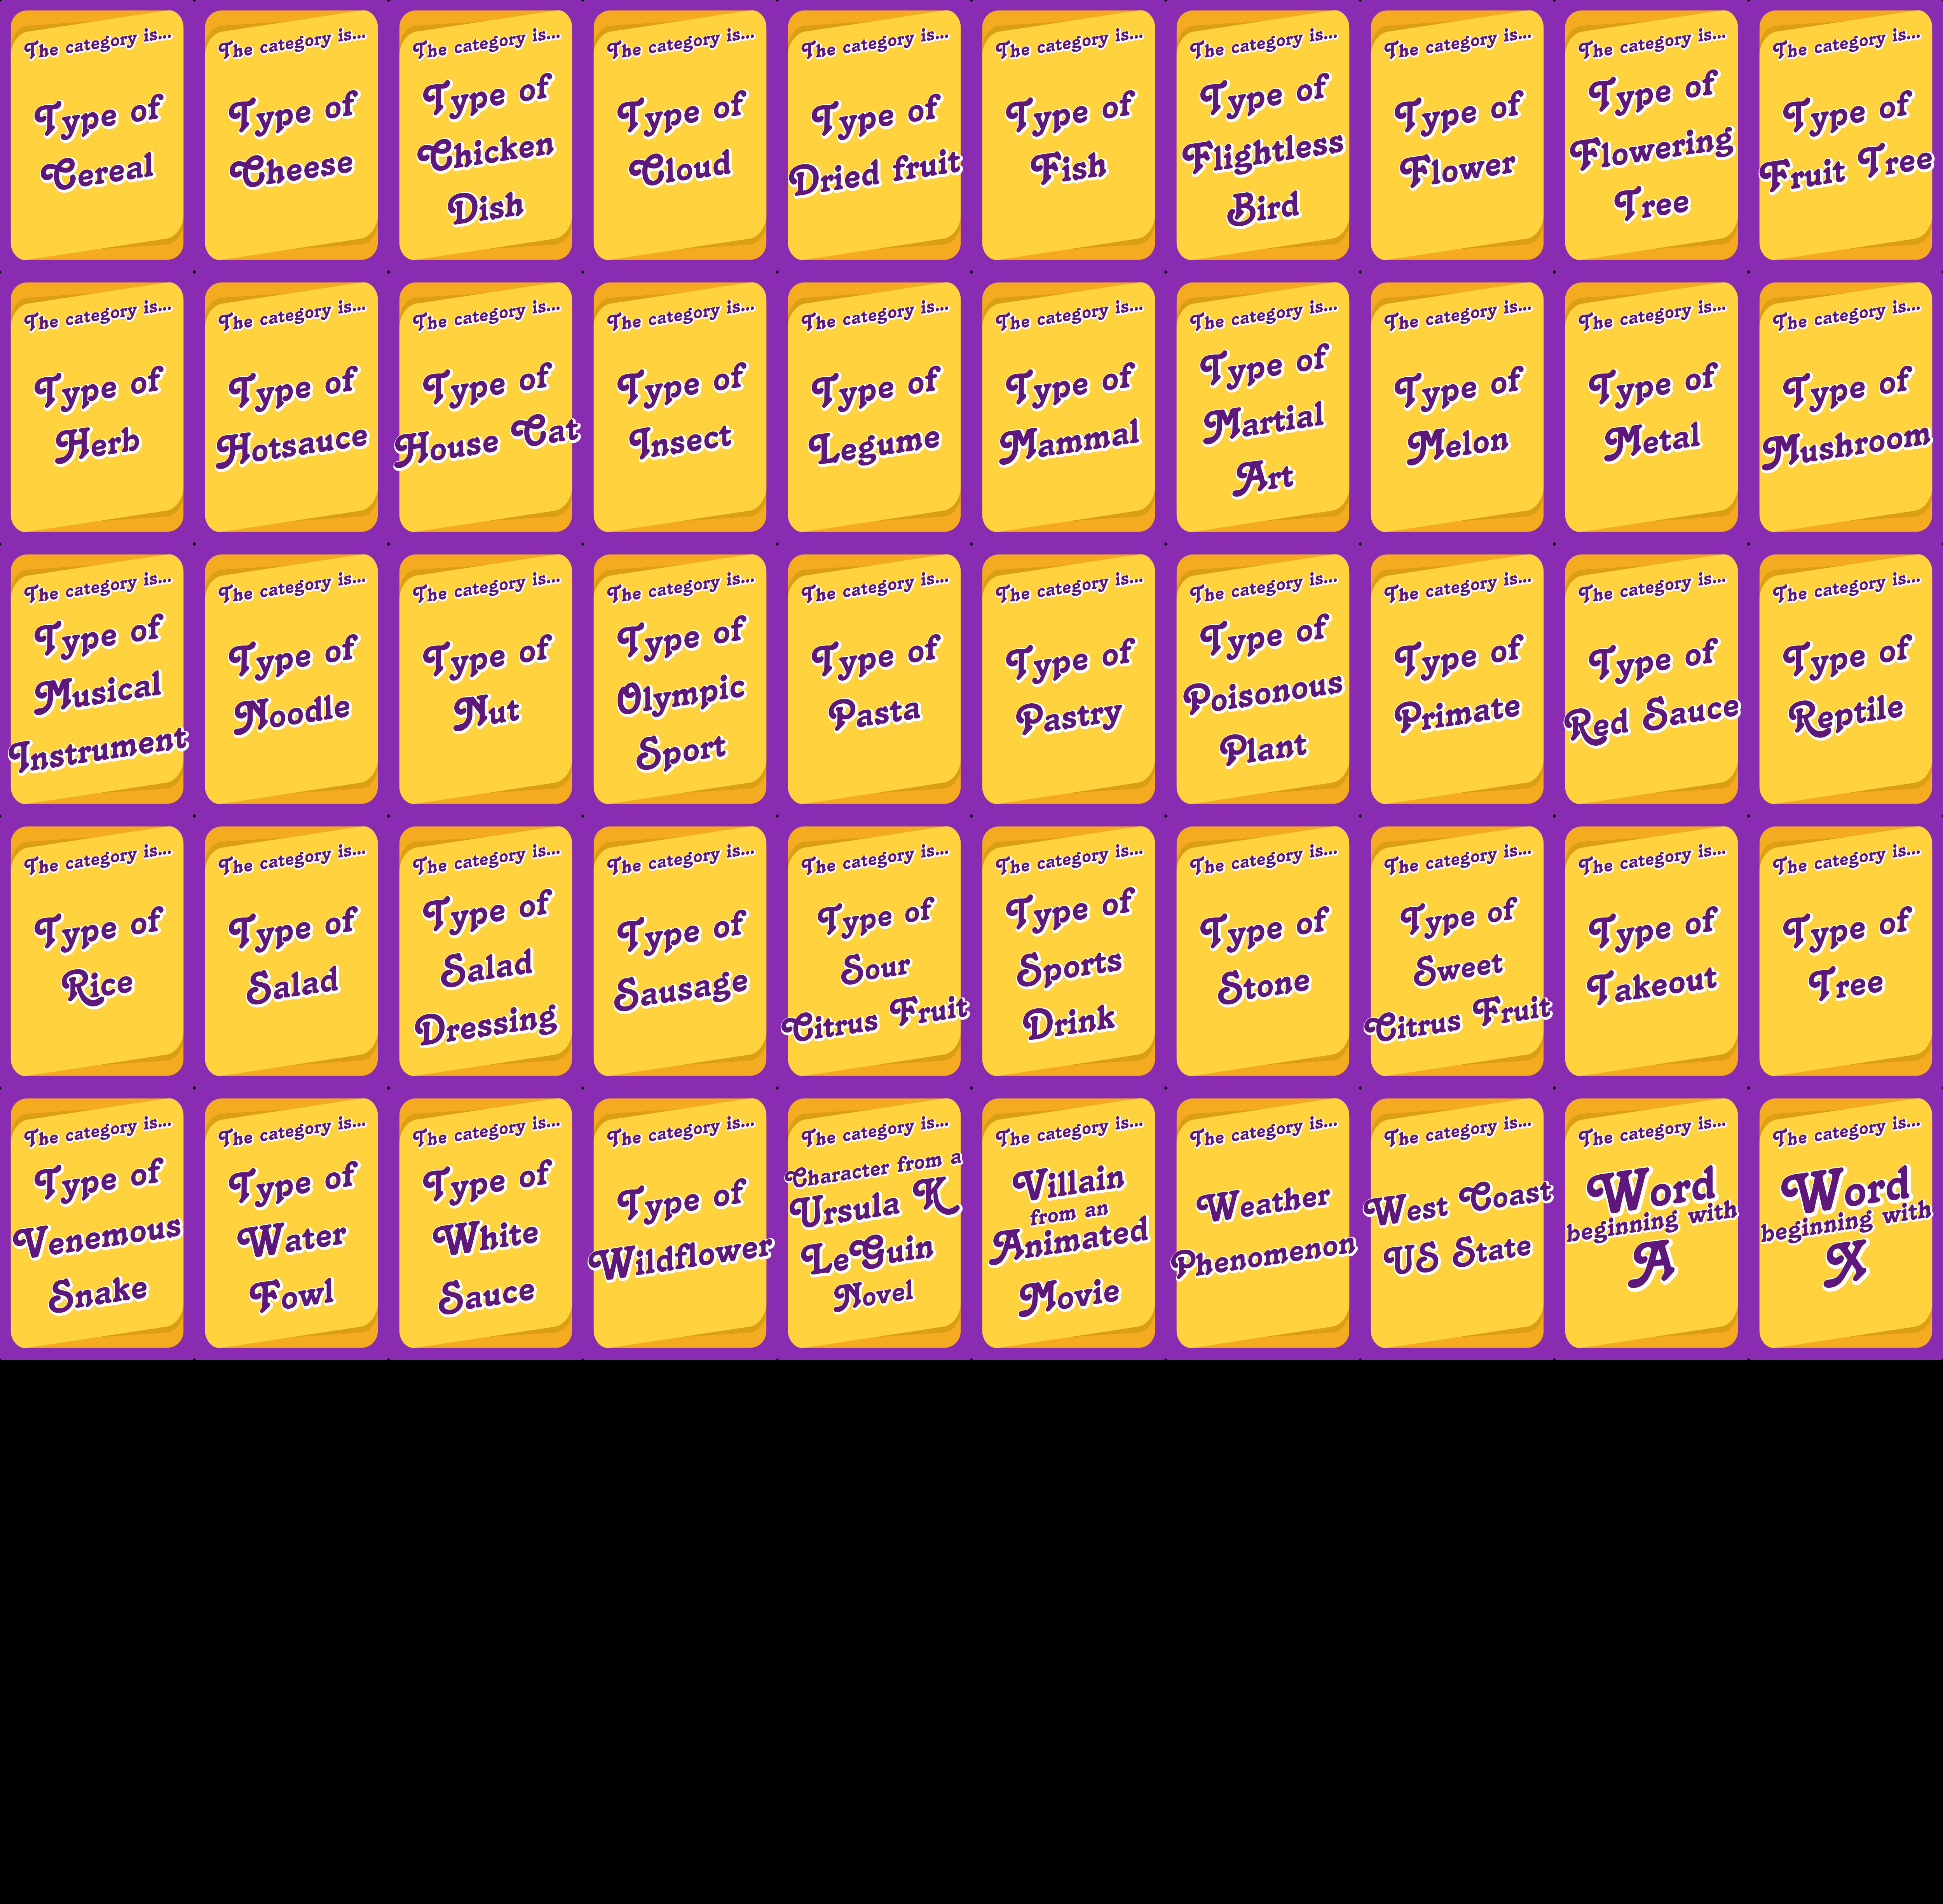 The category is...
Type of
Cereal
The category is...
Type of
Cheese
The category is...
Type of
Chicken
Dish
The category is...
Type of
Cloud
The category is...
Type of
Dried fruit
The category is...
Type of
Fish
The category is...
Type of
Flightless
Bird
The category is...
Type of
Flower
The category is...
Type of
Flowering
Tree
The category is...
Type of
Fruit Tree
The category is...
Type of
Herb
The category is...
Type of
Hotsauce
The category is...
Type of
House Cat
The category is...
Type of
Insect
The category is...
Type of
Legume
The category is...
Type of
Mammal
The category is...
Type of
Martial
Art
The category is...
Type of
Melon
The category is...
Type of
Metal
The category is...
Type of
Mushroom
The category is...
Type of
Musical
Instrument
The category is...
Type of
Noodle
The category is...
Type of
Nut
The category is...
Type of
Olympic
Sport
The category is...
Type of
Pasta
The category is...
Type of
Pastry
The category is...
Type of
Poisonous
Plant
The category is...
Type of
Primate
The category is...
Type of
Red Sauce
The category is...
Type of
Reptile
The category is...
Type of
Rice
The category is...
Type of
Salad
The category is...
Type of
Salad
Dressing
The category is...
Type of
Sausage
The category is...
Type of
Sour
Citrus Fruit
The category is...
Type of
Sports
Drink
The category is...
Type of
Stone
The category is...
Type of
Sweet
Citrus Fruit
The category is...
Type of
Takeout
The category is...
Type of
Tree
The category is...
Type of
Venemous
Snake
The category is...
Type of
Water
Fowl
The category is...
Type of
White
Sauce
The category is...
Type of
Wildflower
The category is...
Character from a
Ursula K
LeGuin
Novel
The category is...
Villain
from an
Animated
Movie
The category is...
Weather
Phenomenon
The category is...
West Coast
US State
The category is...
Word
beginning with
A
The category is...
Word
beginning with
X